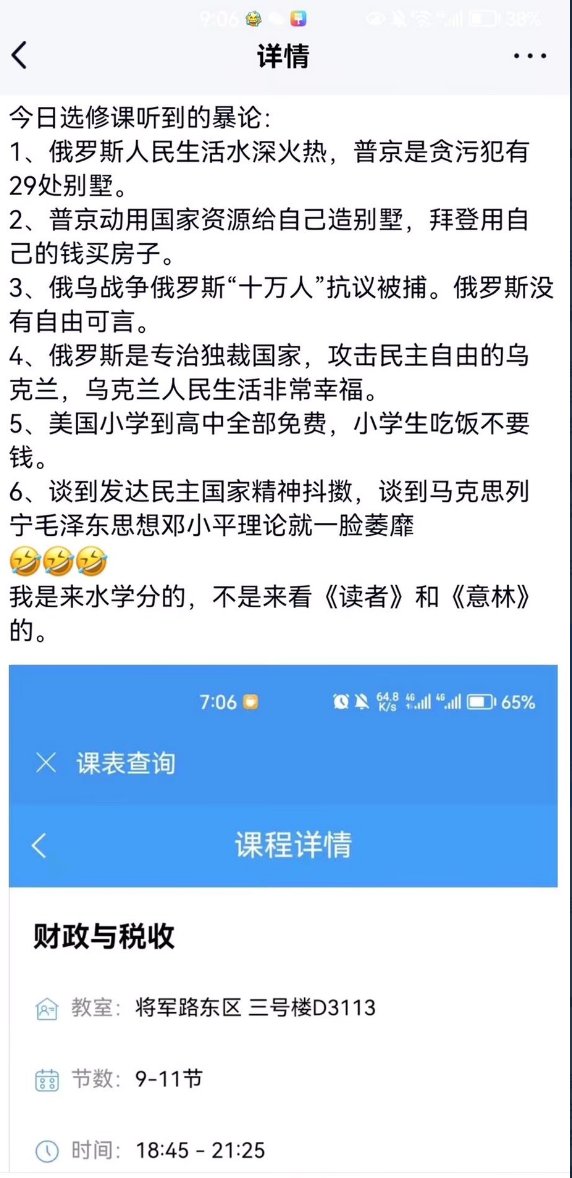 9:06
38%
详情
今日选修课听到的暴论：
1、俄罗斯人民生活水深火热，普京是贪污犯有
29处别墅。
2、普京动用国家资源给自己造别墅，拜登用自
己的钱买房子。
3、俄乌战争俄罗斯“十万人”抗议被捕。俄罗斯没
有自由可言。
4、俄罗斯是专治独裁国家，攻击民主自由的乌
克兰，乌克兰人民生活非常幸福。
5、美国小学到高中全部免费，小学生吃饭不要
钱。
6、谈到发达民主国家精神抖擞，谈到马克思列
宁毛泽东思想邓小平理论就一脸萎靡
🤣🤣🤣
我是来水学分的，不是来看《读者》和《意林》
的。
7:06 64.8 K/s 4G 4G 65%
课表查询
课程详情
财政与税收
教室：将军路东区 三号楼D3113
节数：9-11节
时间：18:45 - 21:25